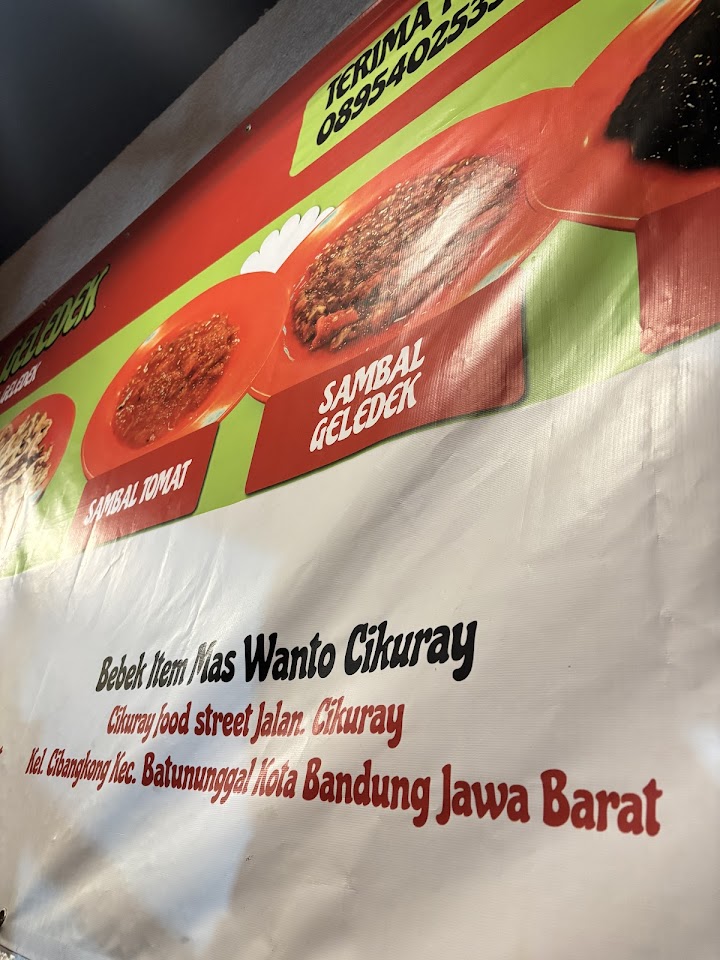 TERIMA
GELEDEK
GELEDEK
SAMBAL
GELEDEK
SAMBAL TOMAT
Bebek Item Mas Wanto Cikuray
Cikuray food street Jalan. Cikuray
Kel. Cibangkong Kec. Batununggal Kota Bandung Jawa Barat